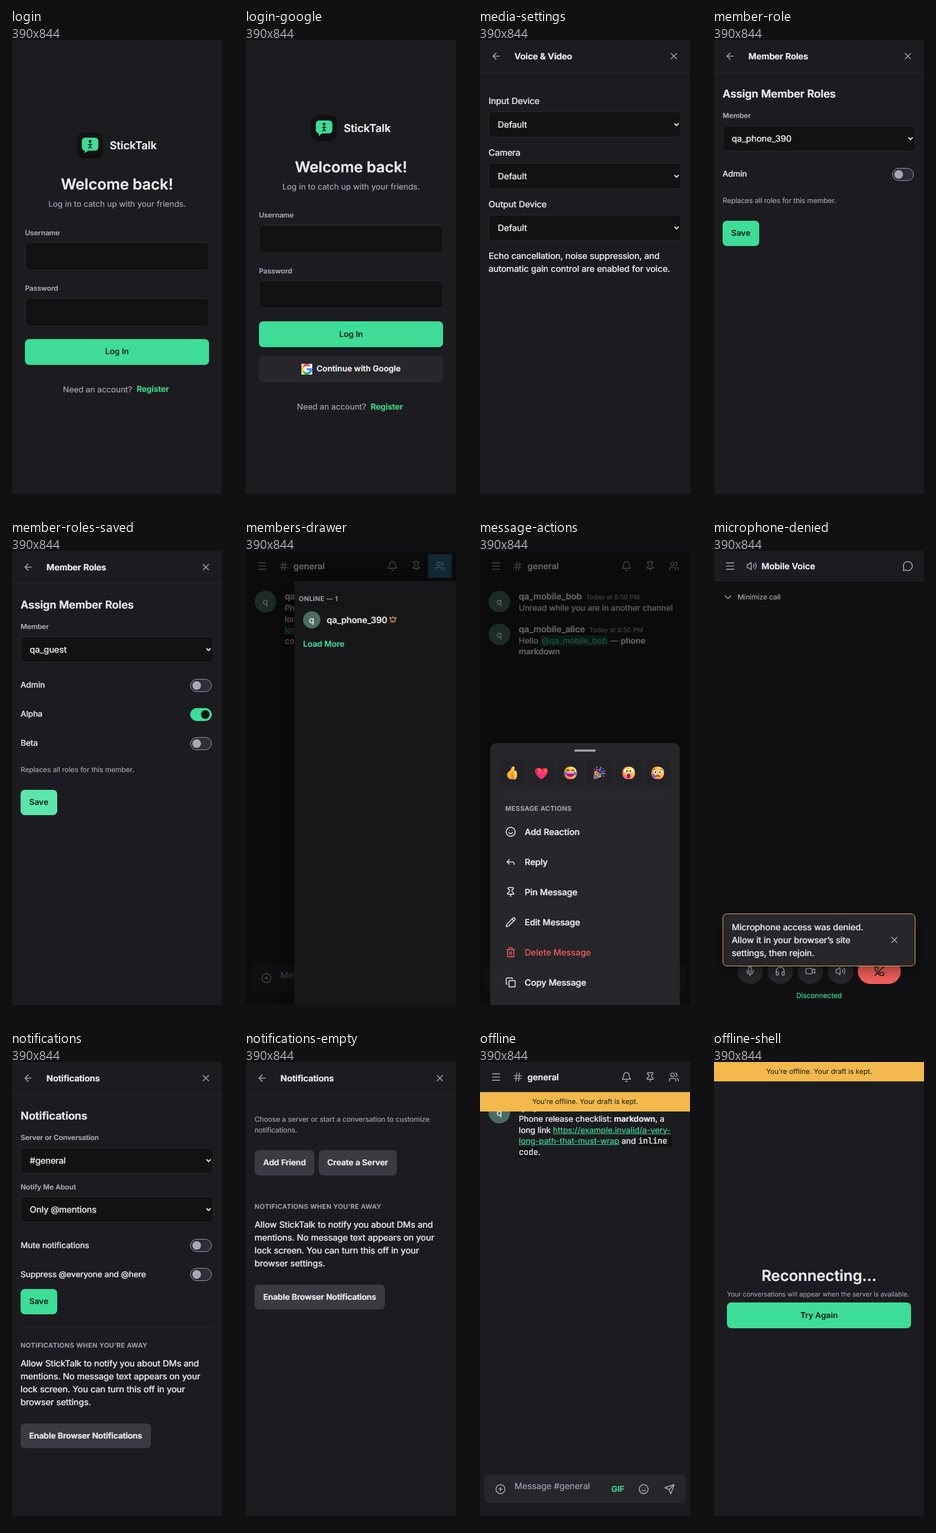 login
390x844
StickTalk
Welcome back!
Log in to catch up with your friends.
Username
Password
Log In
Need an account? Register
login-google
390x844
StickTalk
Welcome back!
Log in to catch up with your friends.
Username
Password
Log In
Continue with Google
Need an account? Register
media-settings
390x844
Voice & Video
Input Device
Default
Camera
Default
Output Device
Default
Echo cancellation, noise suppression, and
automatic gain control are enabled for voice.
member-role
390x844
Member Roles
Assign Member Roles
Member
qa_phone_390
Admin
Replaces all roles for this member.
Save
member-roles-saved
390x844
Member Roles
Assign Member Roles
Member
qa_guest
Admin
Alpha
Beta
Replaces all roles for this member.
Save
members-drawer
390x844
# general
q
qa
Ph
lon
lon
co
ONLINE — 1
q qa_phone_390
Load More
Me
message-actions
390x844
# general
q qa_mobile_bob Today at 8:50 PM
Unread while you are in another channel
q qa_mobile_alice Today at 8:50 PM
Hello @qa_mobile_bob — phone
markdown
MESSAGE ACTIONS
Add Reaction
Reply
Pin Message
Edit Message
Delete Message
Copy Message
microphone-denied
390x844
Mobile Voice
Minimize call
Microphone access was denied.
Allow it in your browser's site
settings, then rejoin.
Disconnected
notifications
390x844
Notifications
Notifications
Server or Conversation
#general
Notify Me About
Only @mentions
Mute notifications
Suppress @everyone and @here
Save
NOTIFICATIONS WHEN YOU'RE AWAY
Allow StickTalk to notify you about DMs and
mentions. No message text appears on your
lock screen. You can turn this off in your
browser settings.
Enable Browser Notifications
notifications-empty
390x844
Notifications
Choose a server or start a conversation to customize
notifications.
Add Friend Create a Server
NOTIFICATIONS WHEN YOU'RE AWAY
Allow StickTalk to notify you about DMs and
mentions. No message text appears on your
lock screen. You can turn this off in your
browser settings.
Enable Browser Notifications
offline
390x844
# general
You're offline. Your draft is kept.
q
Phone release checklist: markdown, a
long link https://example.invalid/a-very-
long-path-that-must-wrap and inline
code.
Message #general GIF
offline-shell
390x844
You're offline. Your draft is kept.
Reconnecting...
Your conversations will appear when the server is available.
Try Again